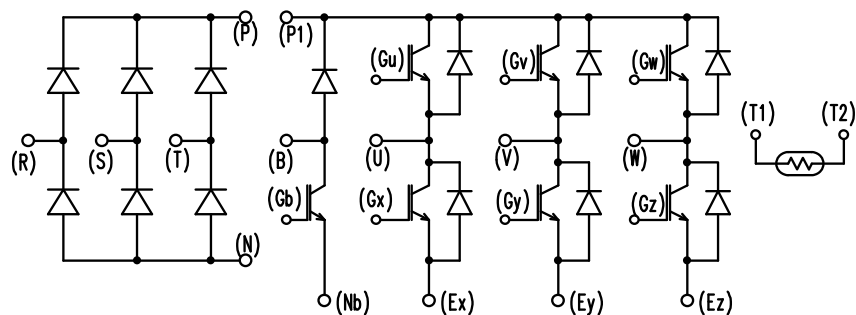 (P) (P1)
(Gu) (Gv) (Gw)
(T1) (T2)
(R) (S) (T) (B) (U) (V) (W)
(Gb) (Gx) (Gy) (Gz)
(N)
(Nb) (Ex) (Ey) (Ez)